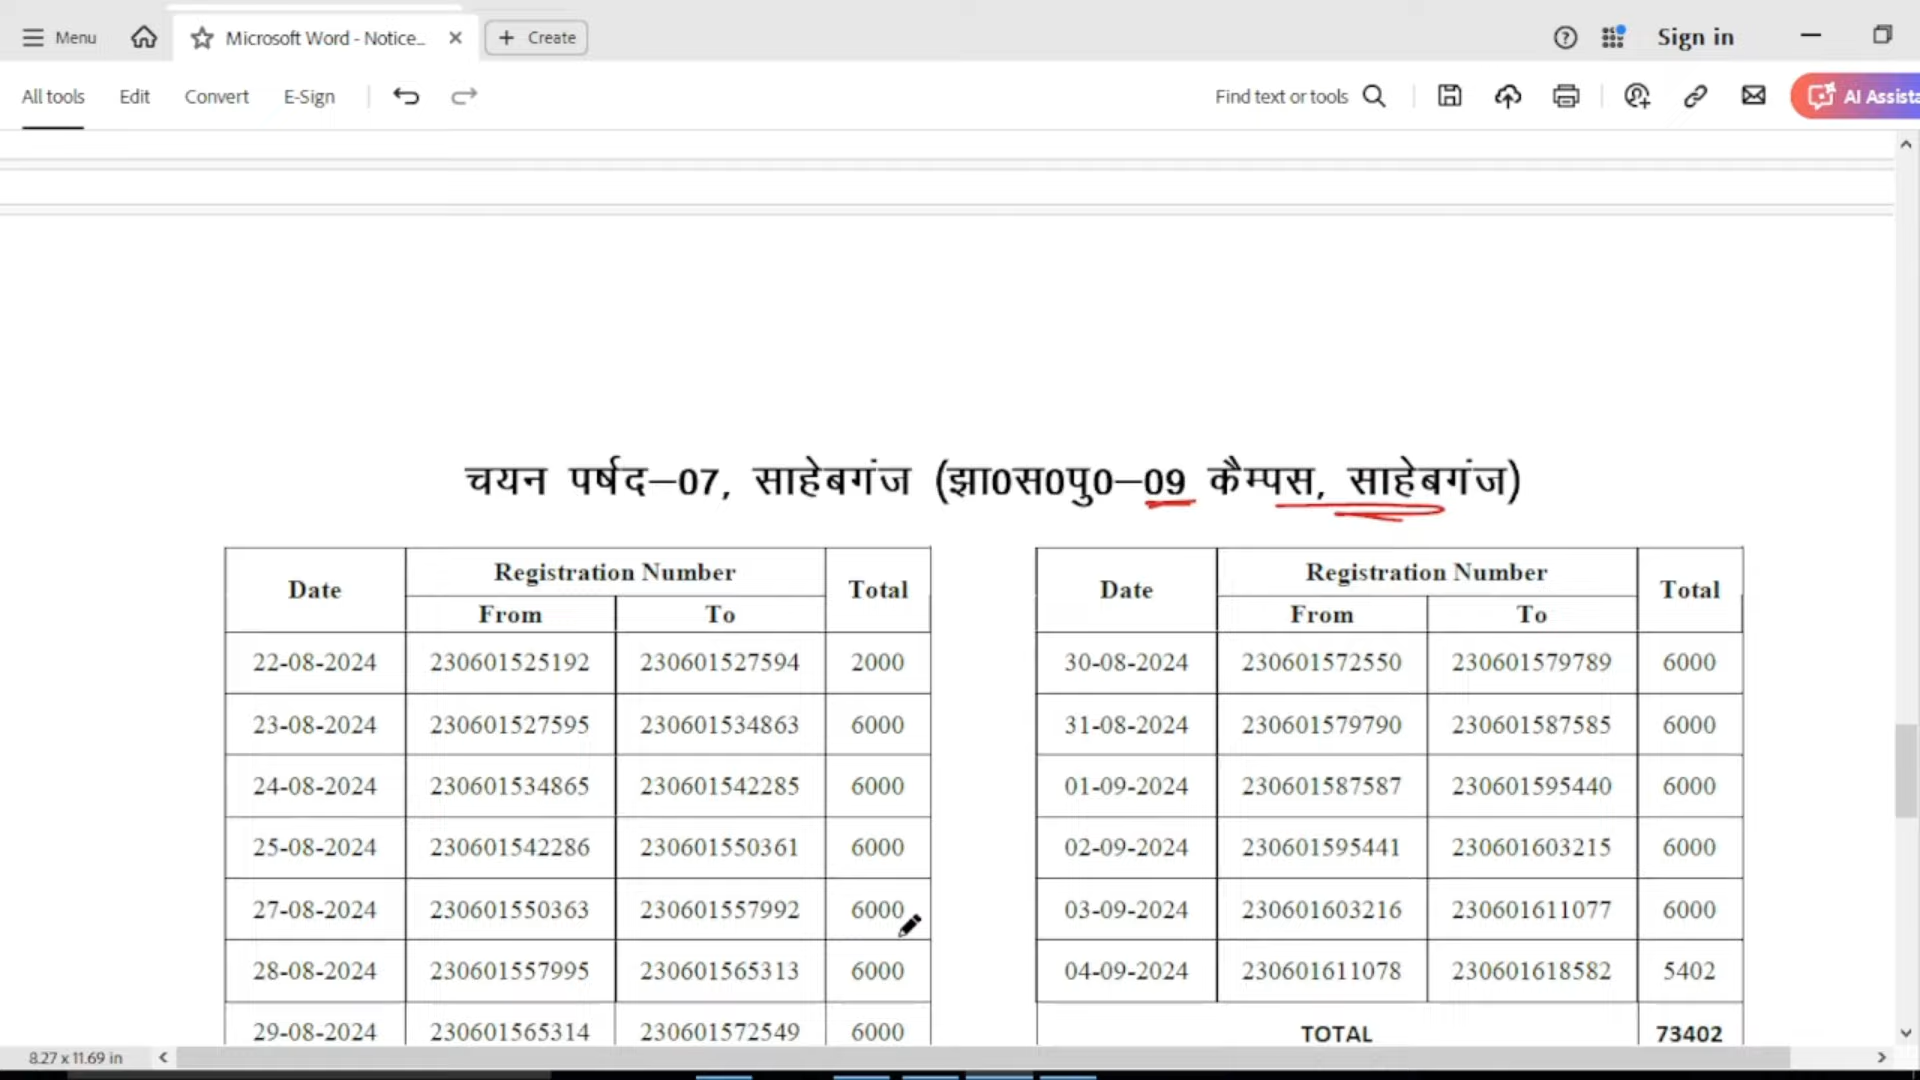 Menu
Microsoft Word - Notice_
Create
Sign in
All tools
Edit
Convert
E-Sign
Find text or tools
AI Assista
चयन पर्षद–07, साहेबगंज (झा0स0पु0–09 कैम्पस, साहेबगंज)
Date Registration Number Total
From To
22-08-2024 230601525192 230601527594 2000
23-08-2024 230601527595 230601534863 6000
24-08-2024 230601534865 230601542285 6000
25-08-2024 230601542286 230601550361 6000
27-08-2024 230601550363 230601557992 6000
28-08-2024 230601557995 230601565313 6000
29-08-2024 230601565314 230601572549 6000
Date Registration Number Total
From To
30-08-2024 230601572550 230601579789 6000
31-08-2024 230601579790 230601587585 6000
01-09-2024 230601587587 230601595440 6000
02-09-2024 230601595441 230601603215 6000
03-09-2024 230601603216 230601611077 6000
04-09-2024 230601611078 230601618582 5402
TOTAL 73402
8.27 x 11.69 in